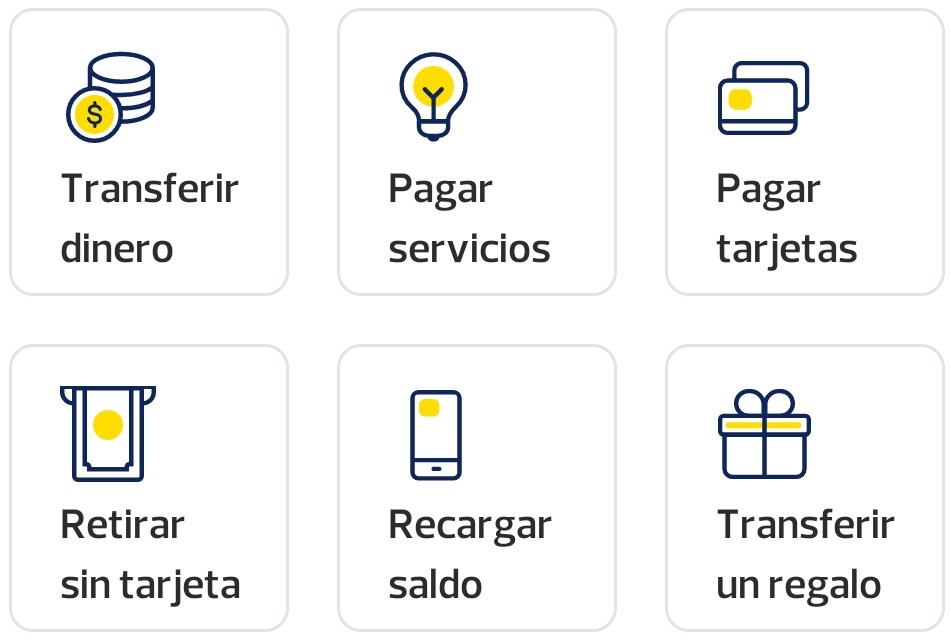 Transferir
dinero
Pagar
servicios
Pagar
tarjetas
Retirar
sin tarjeta
Recargar
saldo
Transferir
un regalo
$